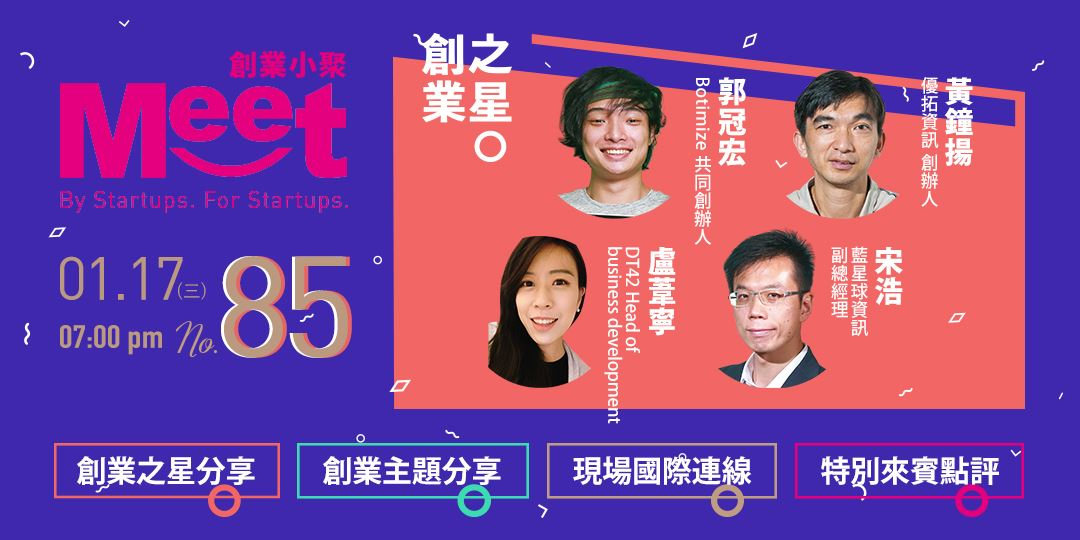 創業小聚
Meet
By Startups. For Startups.
01.17(三)
07:00 pm
No.85
創業
之星
郭冠宏
Botimize 共同創辦人
黃鐘揚
優拓資訊 創辦人
盧葦寧
DT42 Head of
business development
宋浩
藍星球資訊
副總經理
創業之星分享
創業主題分享
現場國際連線
特別來賓點評